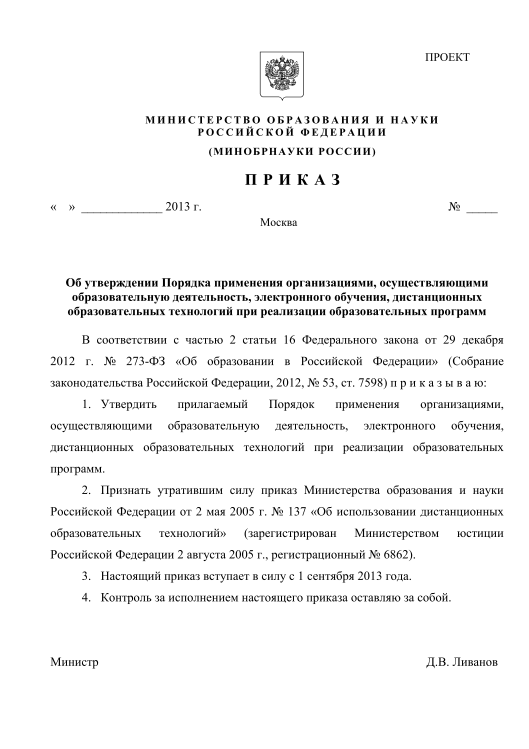 ПРОЕКТ
МИНИСТЕРСТВО ОБРАЗОВАНИЯ И НАУКИ
РОССИЙСКОЙ ФЕДЕРАЦИИ
(МИНОБРНАУКИ РОССИИ)
ПРИКАЗ
« » _____________ 2013 г. № _____
Москва
Об утверждении Порядка применения организациями, осуществляющими
образовательную деятельность, электронного обучения, дистанционных
образовательных технологий при реализации образовательных программ
В соответствии с частью 2 статьи 16 Федерального закона от 29 декабря
2012 г. № 273-ФЗ «Об образовании в Российской Федерации» (Собрание
законодательства Российской Федерации, 2012, № 53, ст. 7598) п р и к а з ы в а ю:
1. Утвердить прилагаемый Порядок применения организациями,
осуществляющими образовательную деятельность, электронного обучения,
дистанционных образовательных технологий при реализации образовательных
программ.
2. Признать утратившим силу приказ Министерства образования и науки
Российской Федерации от 2 мая 2005 г. № 137 «Об использовании дистанционных
образовательных технологий» (зарегистрирован Министерством юстиции
Российской Федерации 2 августа 2005 г., регистрационный № 6862).
3. Настоящий приказ вступает в силу с 1 сентября 2013 года.
4. Контроль за исполнением настоящего приказа оставляю за собой.
Министр Д.В. Ливанов